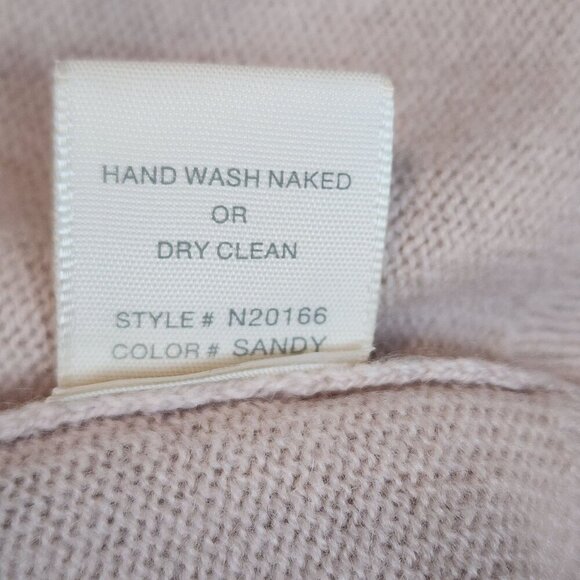 HAND WASH NAKED
OR
DRY CLEAN
STYLE # N20166
COLOR # SANDY